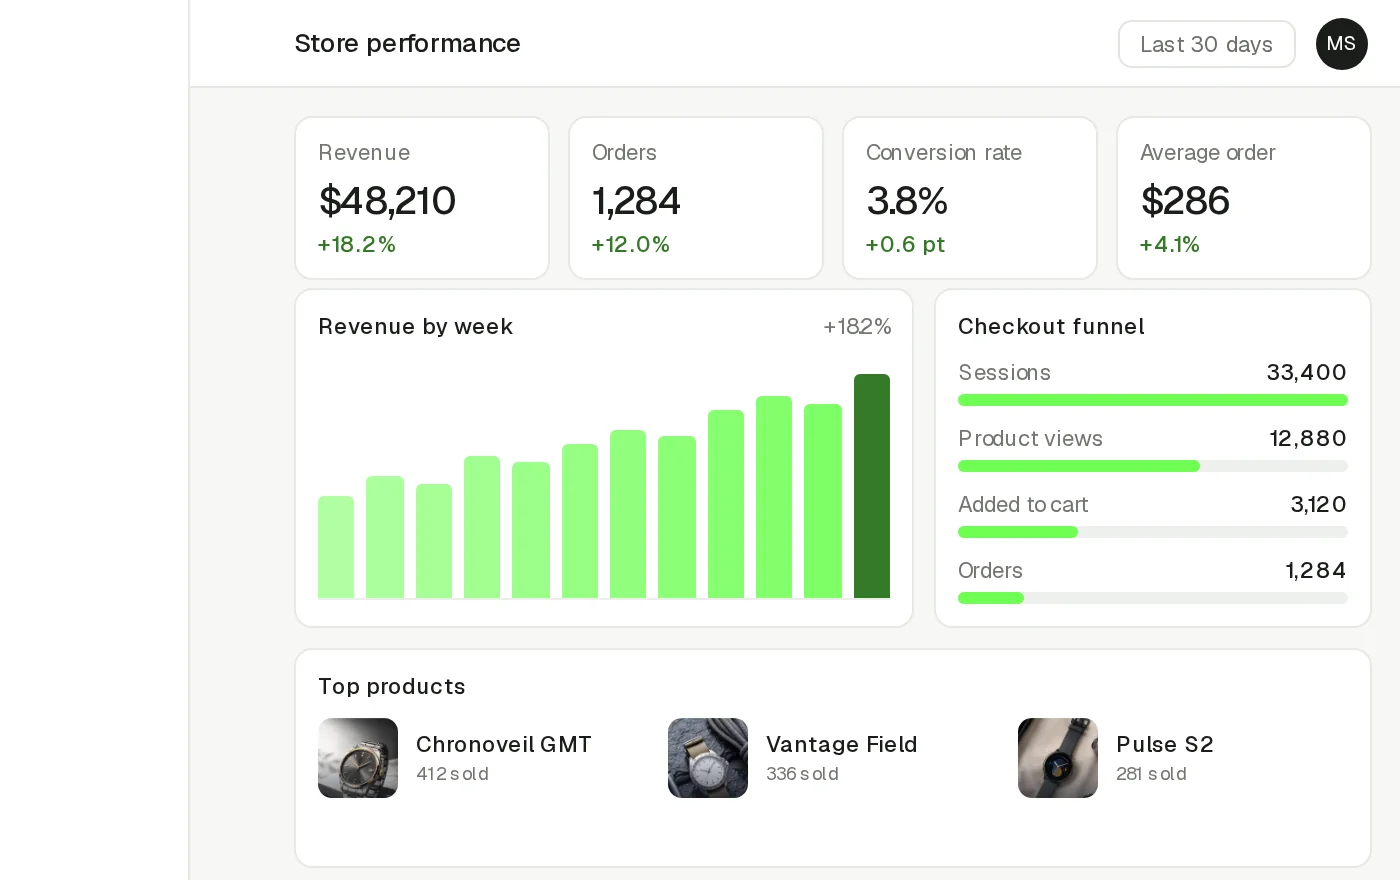 Store performance
Last 30 days
MS
Revenue
$48,210
+18.2%
Orders
1,284
+12.0%
Conversion rate
3.8%
+0.6 pt
Average order
$286
+4.1%
Revenue by week
+18.2%
Checkout funnel
Sessions 33,400
Product views 12,880
Added to cart 3,120
Orders 1,284
Top products
Chronoveil GMT
412 sold
Vantage Field
336 sold
Pulse S2
281 sold